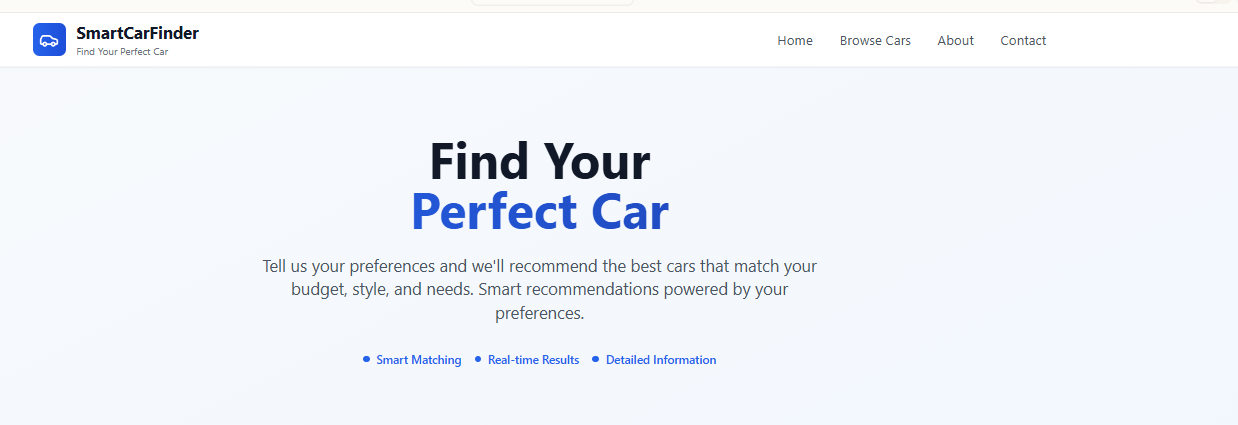 SmartCarFinder
Find Your Perfect Car
Home Browse Cars About Contact
Find Your
Perfect Car
Tell us your preferences and we'll recommend the best cars that match your
budget, style, and needs. Smart recommendations powered by your
preferences.
Smart Matching Real-time Results Detailed Information